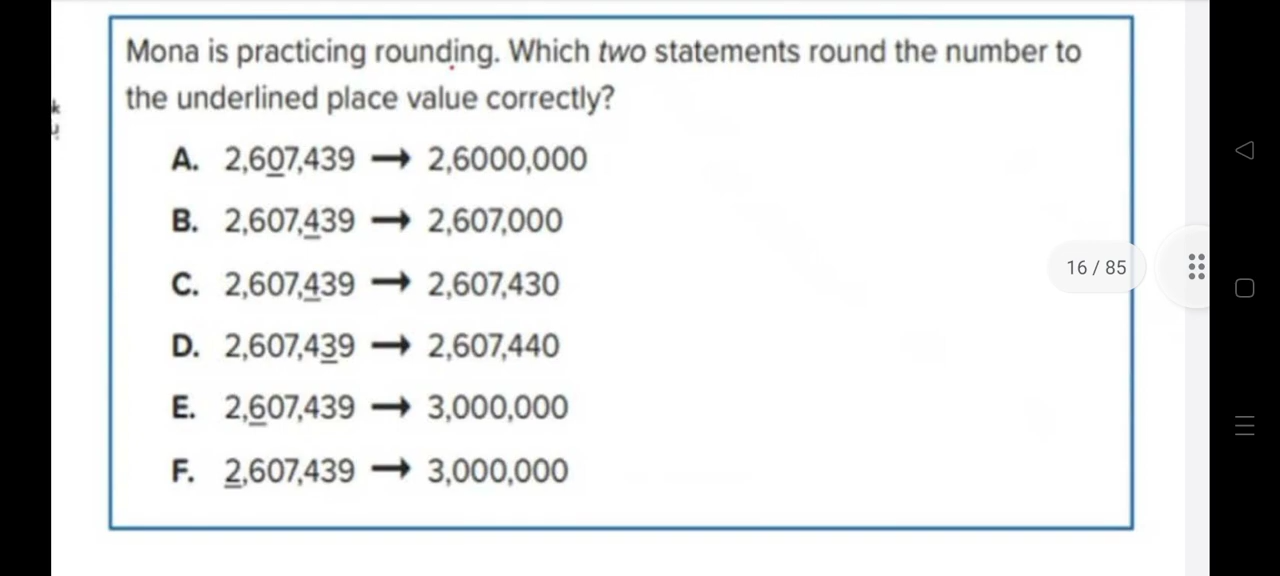 Mona is practicing rounding. Which two statements round the number to
the underlined place value correctly?
A. 2,607,439 → 2,6000,000
B. 2,607,439 → 2,607,000
C. 2,607,439 → 2,607,430
D. 2,607,439 → 2,607,440
E. 2,607,439 → 3,000,000
F. 2,607,439 → 3,000,000
16 / 85